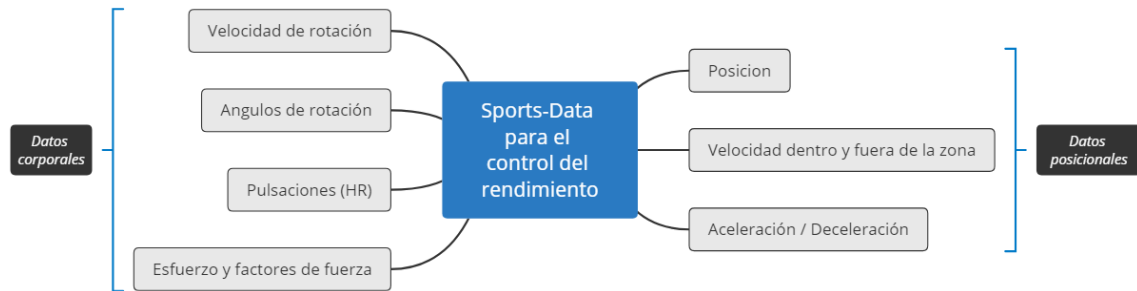 Datos
corporales
Velocidad de rotación
Angulos de rotación
Pulsaciones (HR)
Esfuerzo y factores de fuerza
Sports-Data
para el
control del
rendimiento
Posicion
Velocidad dentro y fuera de la zona
Aceleración / Deceleración
Datos
posicionales